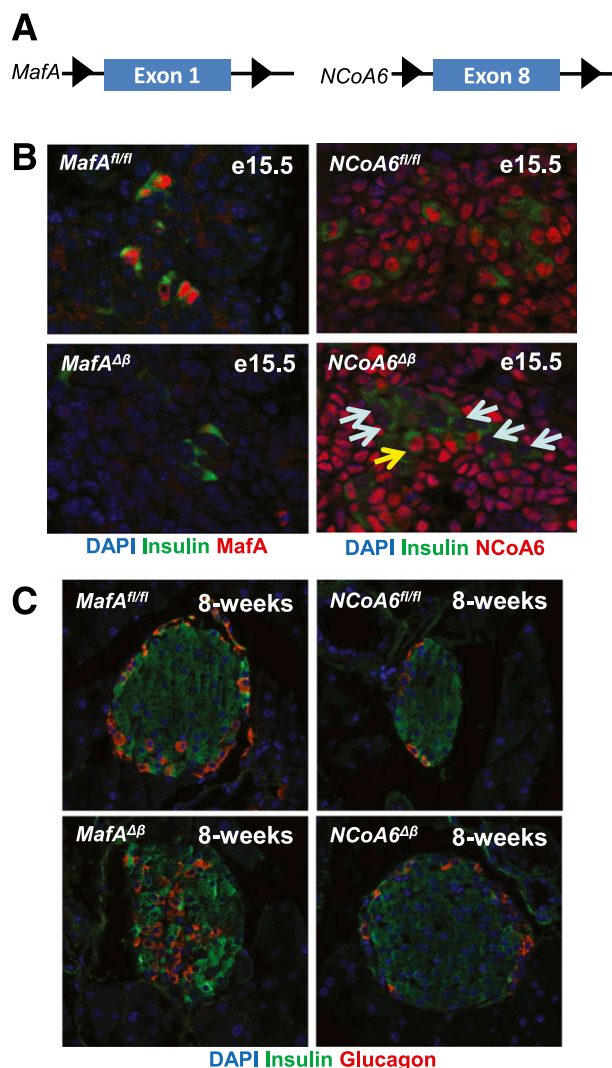 A
MafA Exon 1 NCoA6 Exon 8
B
MafA^fl/fl e15.5 NCoA6^fl/fl e15.5
MafA^Δβ e15.5 NCoA6^Δβ e15.5
DAPI Insulin MafA DAPI Insulin NCoA6
C
MafA^fl/fl 8-weeks NCoA6^fl/fl 8-weeks
MafA^Δβ 8-weeks NCoA6^Δβ 8-weeks
DAPI Insulin Glucagon